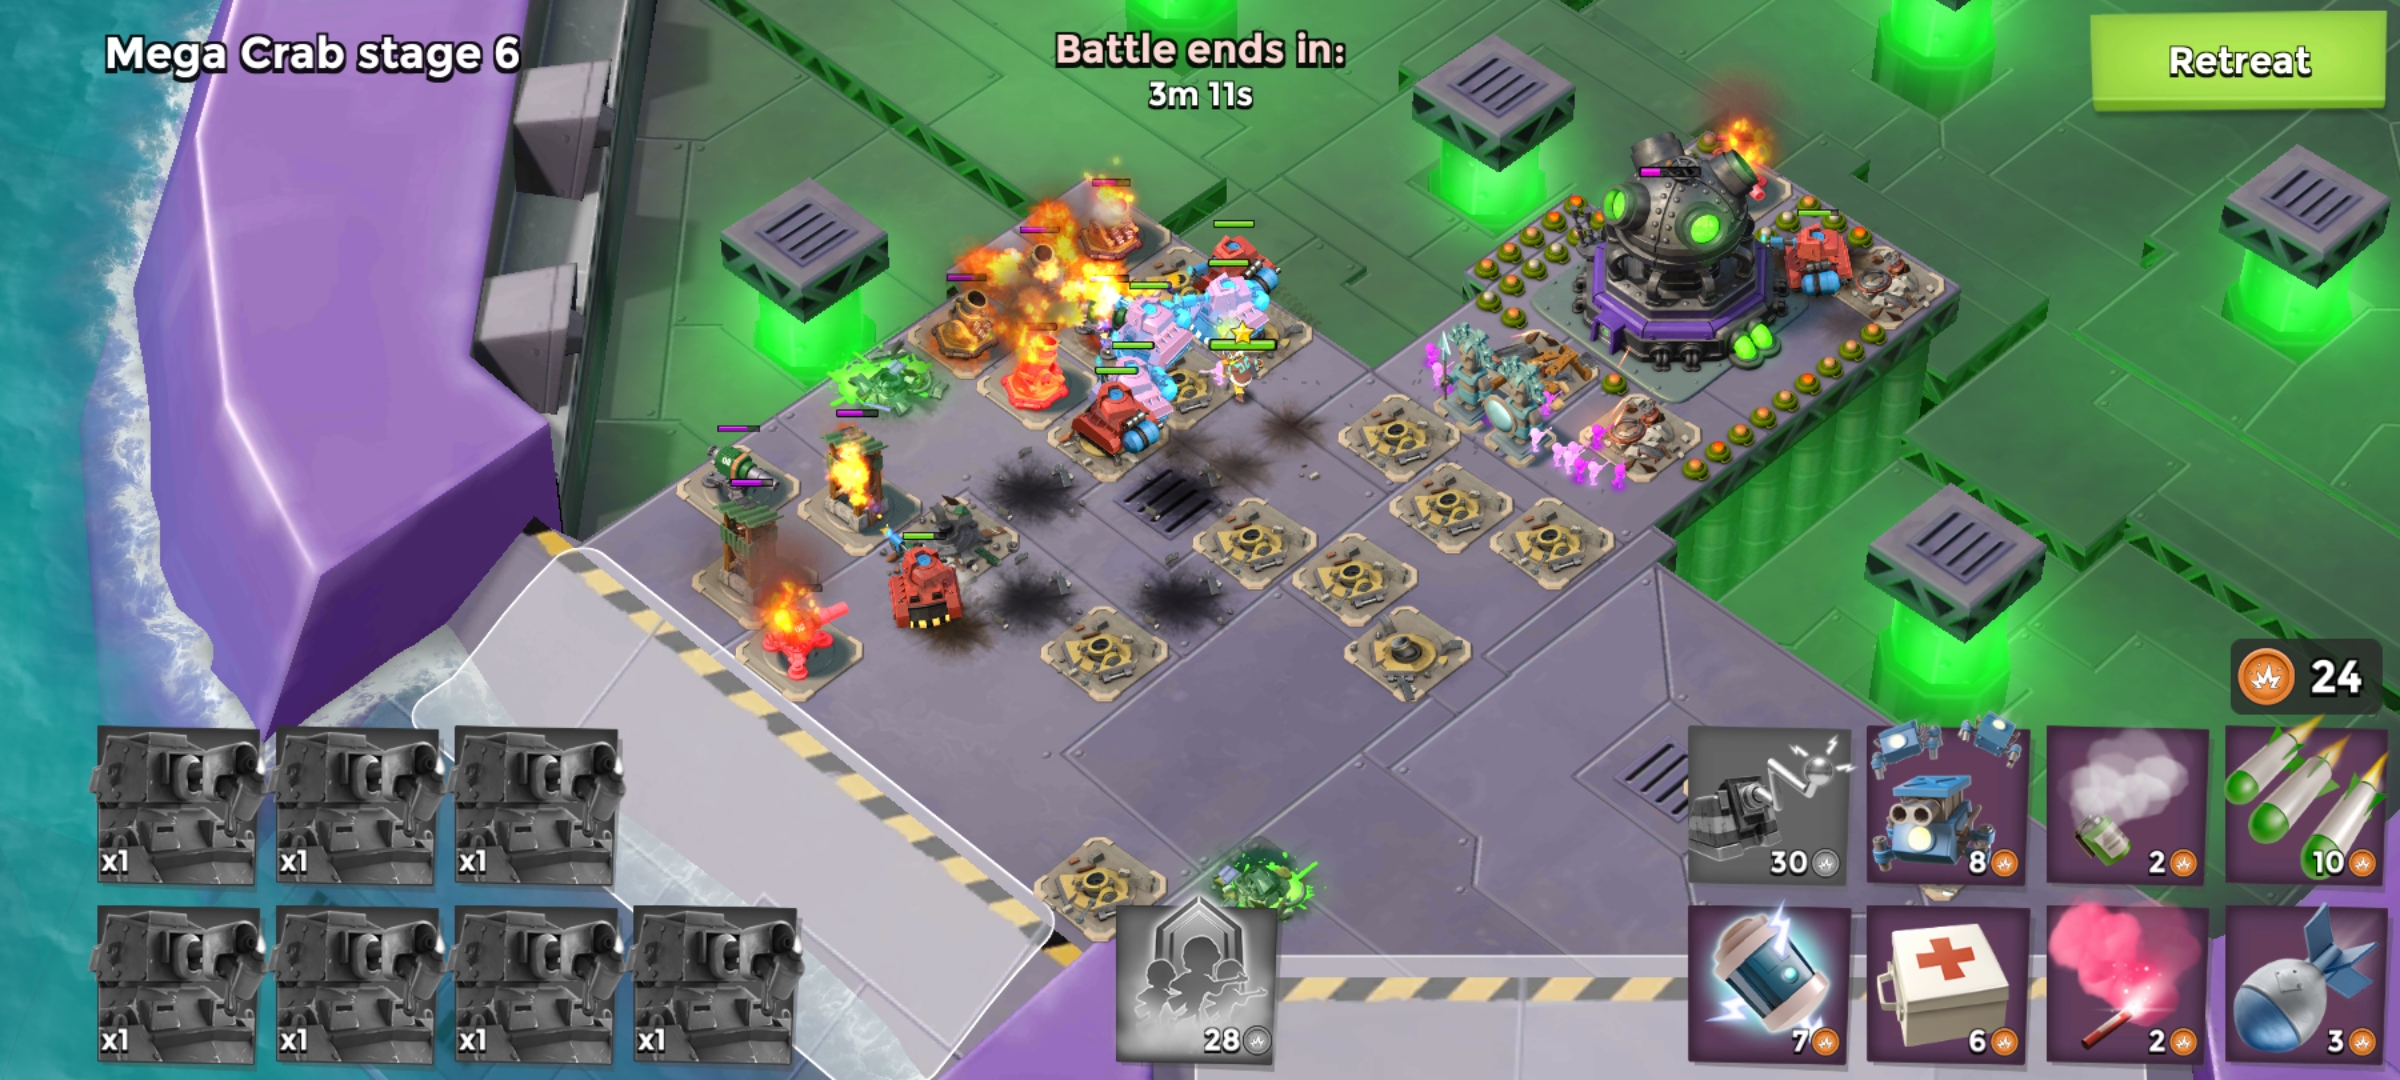 Mega Crab stage 6
Battle ends in:
3m 11s
Retreat
24
x1
x1
x1
30
8
2
10
x1
x1
x1
x1
28
7
6
2
3